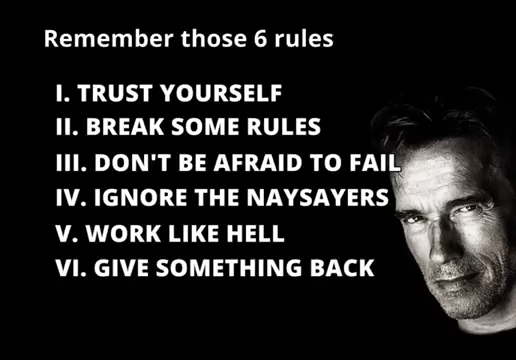 Remember those 6 rules
I. TRUST YOURSELF
II. BREAK SOME RULES
III. DON'T BE AFRAID TO FAIL
IV. IGNORE THE NAYSAYERS
V. WORK LIKE HELL
VI. GIVE SOMETHING BACK